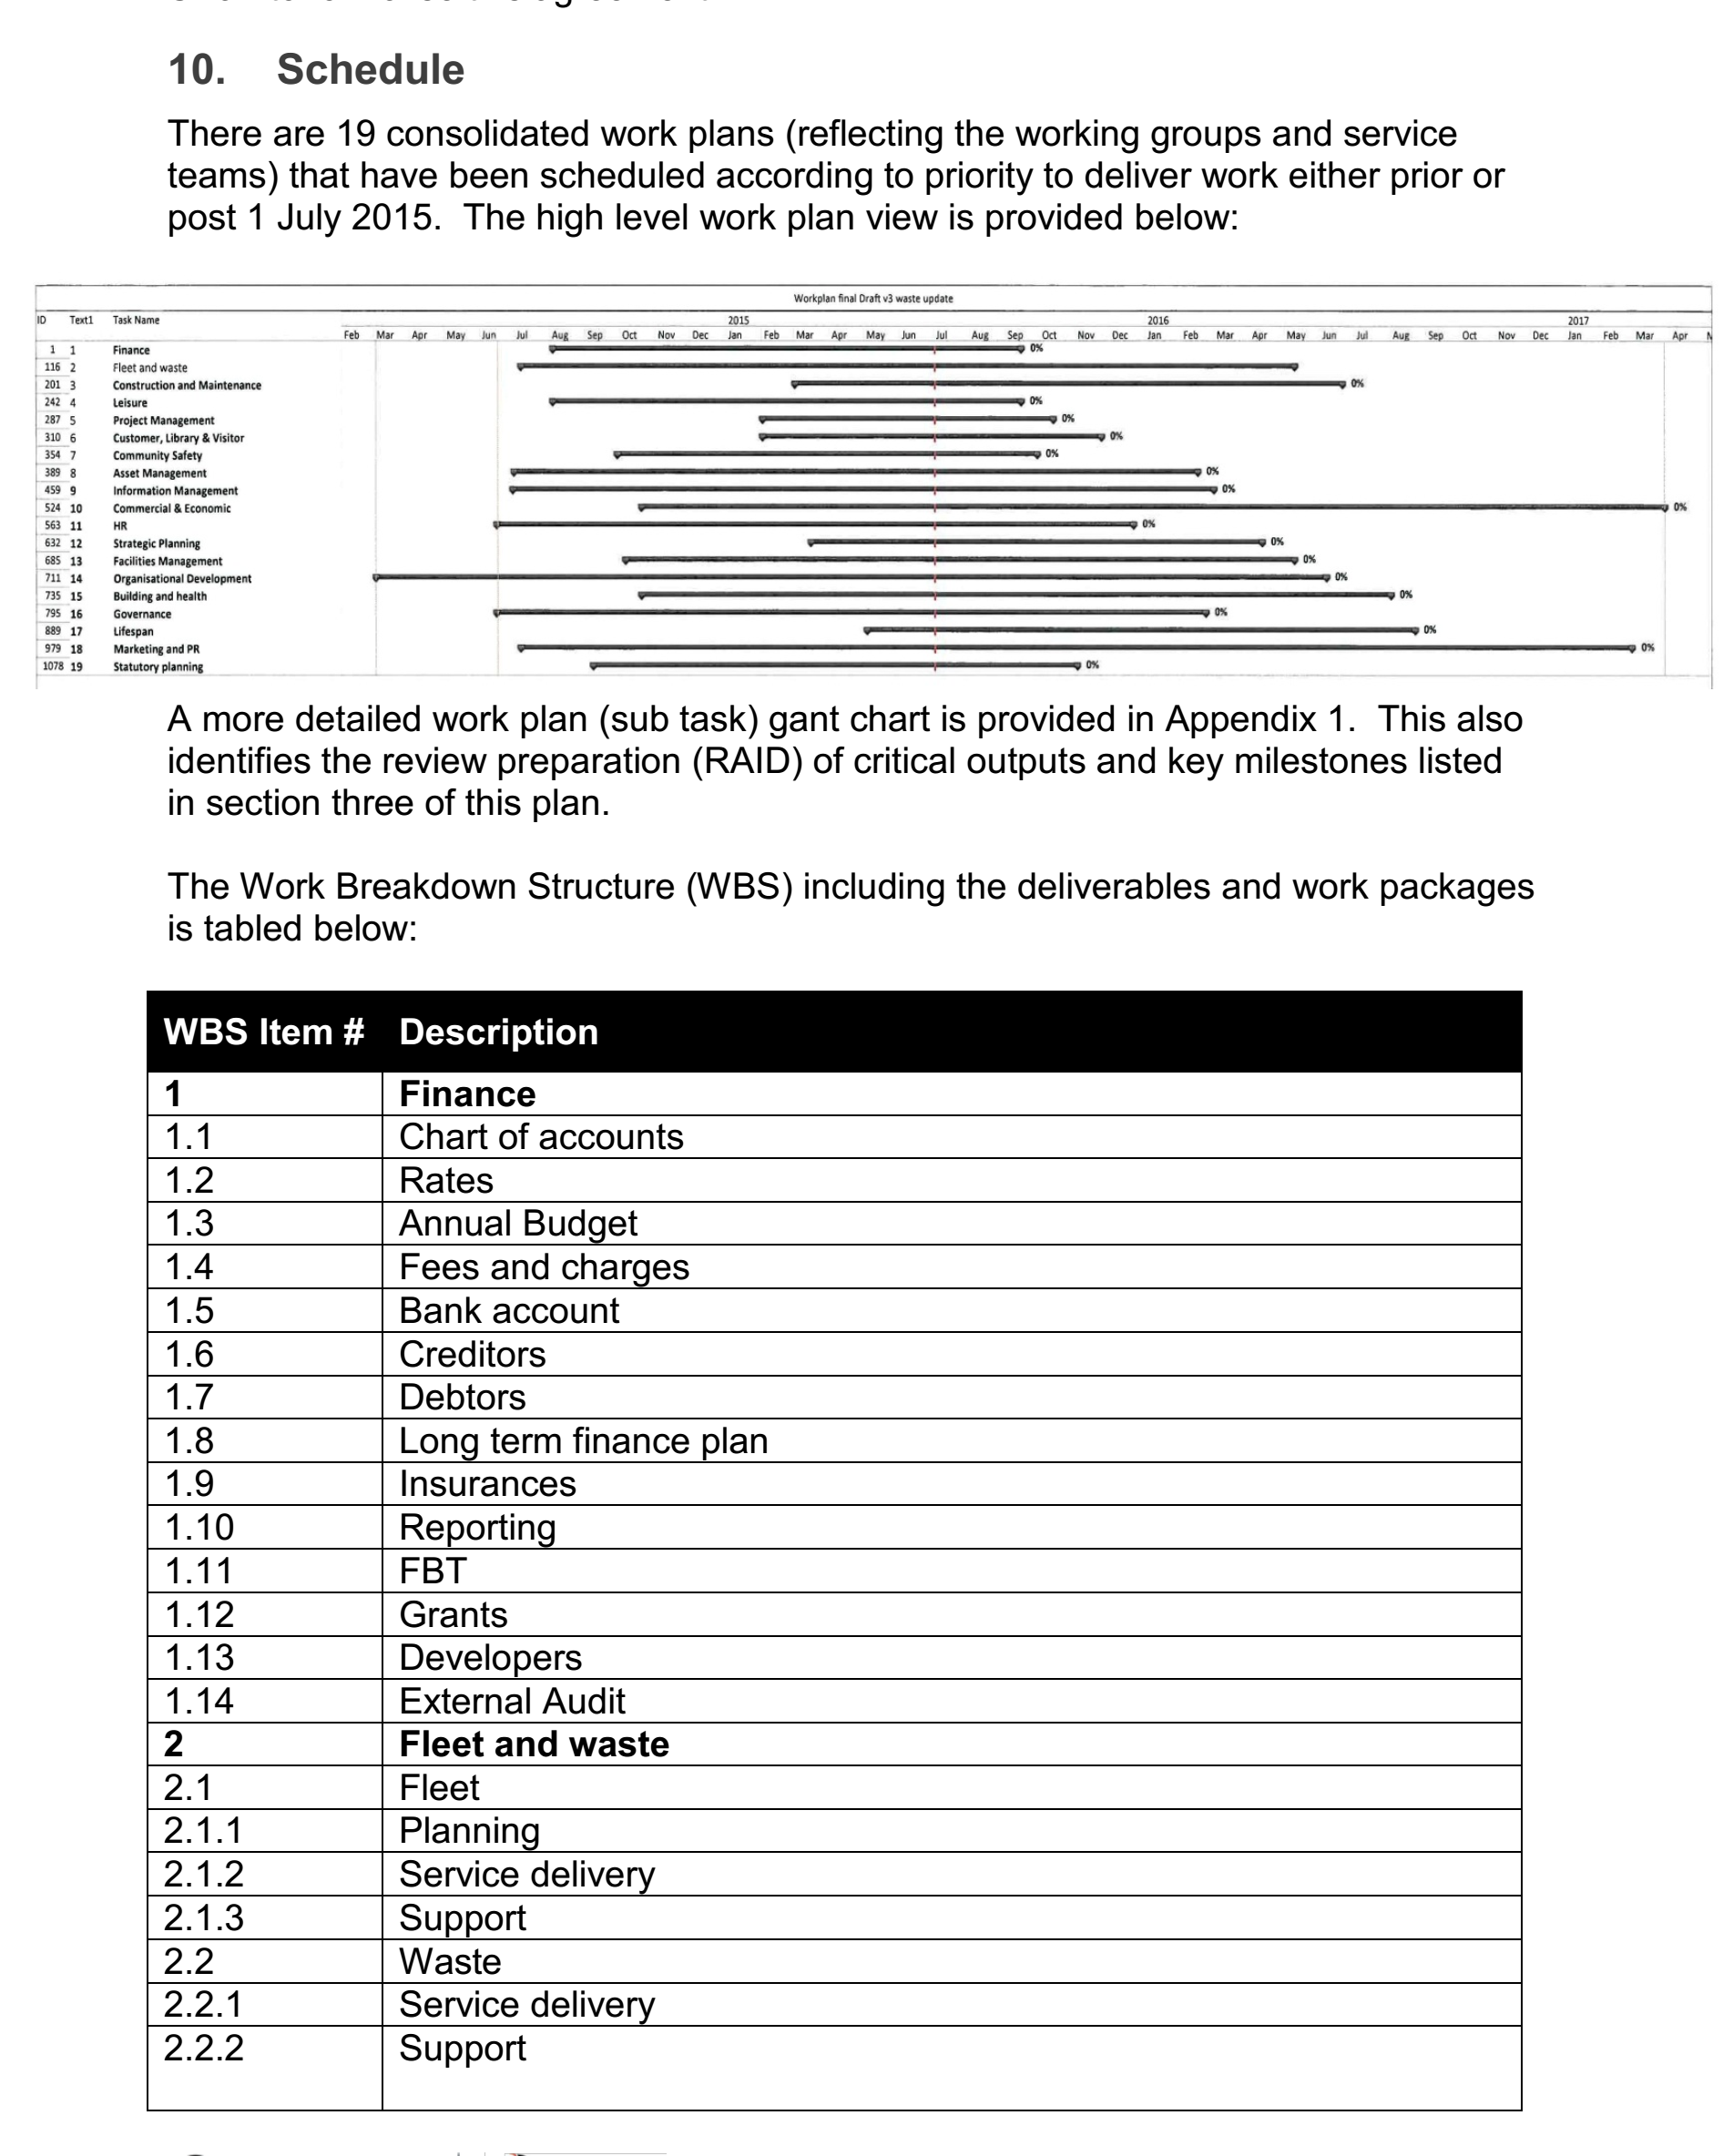 10. Schedule
There are 19 consolidated work plans (reflecting the working groups and service
teams) that have been scheduled according to priority to deliver work either prior or
post 1 July 2015. The high level work plan view is provided below:
Workplan final Draft v3 waste update
ID Text1 Task Name 2015 2016 2017
Feb Mar Apr May Jun Jul Aug Sep Oct Nov Dec Jan Feb Mar Apr May Jun Jul Aug Sep Oct Nov Dec Jan Feb Mar Apr May Jun Jul Aug Sep Oct Nov Dec Jan Feb Mar Apr
1 1 Finance 0%
116 2 Fleet and waste
201 3 Construction and Maintenance 0%
242 4 Leisure 0%
287 5 Project Management 0%
310 6 Customer, Library & Visitor 0%
354 7 Community Safety 0%
389 8 Asset Management 0%
459 9 Information Management 0%
524 10 Commercial & Economic 0%
563 11 HR 0%
632 12 Strategic Planning 0%
685 13 Facilities Management 0%
711 14 Organisational Development 0%
735 15 Building and health 0%
795 16 Governance 0%
889 17 Lifespan 0%
979 18 Marketing and PR 0%
1078 19 Statutory planning 0%
A more detailed work plan (sub task) gant chart is provided in Appendix 1. This also
identifies the review preparation (RAID) of critical outputs and key milestones listed
in section three of this plan.
The Work Breakdown Structure (WBS) including the deliverables and work packages
is tabled below:
WBS Item # Description
1 Finance
1.1 Chart of accounts
1.2 Rates
1.3 Annual Budget
1.4 Fees and charges
1.5 Bank account
1.6 Creditors
1.7 Debtors
1.8 Long term finance plan
1.9 Insurances
1.10 Reporting
1.11 FBT
1.12 Grants
1.13 Developers
1.14 External Audit
2 Fleet and waste
2.1 Fleet
2.1.1 Planning
2.1.2 Service delivery
2.1.3 Support
2.2 Waste
2.2.1 Service delivery
2.2.2 Support